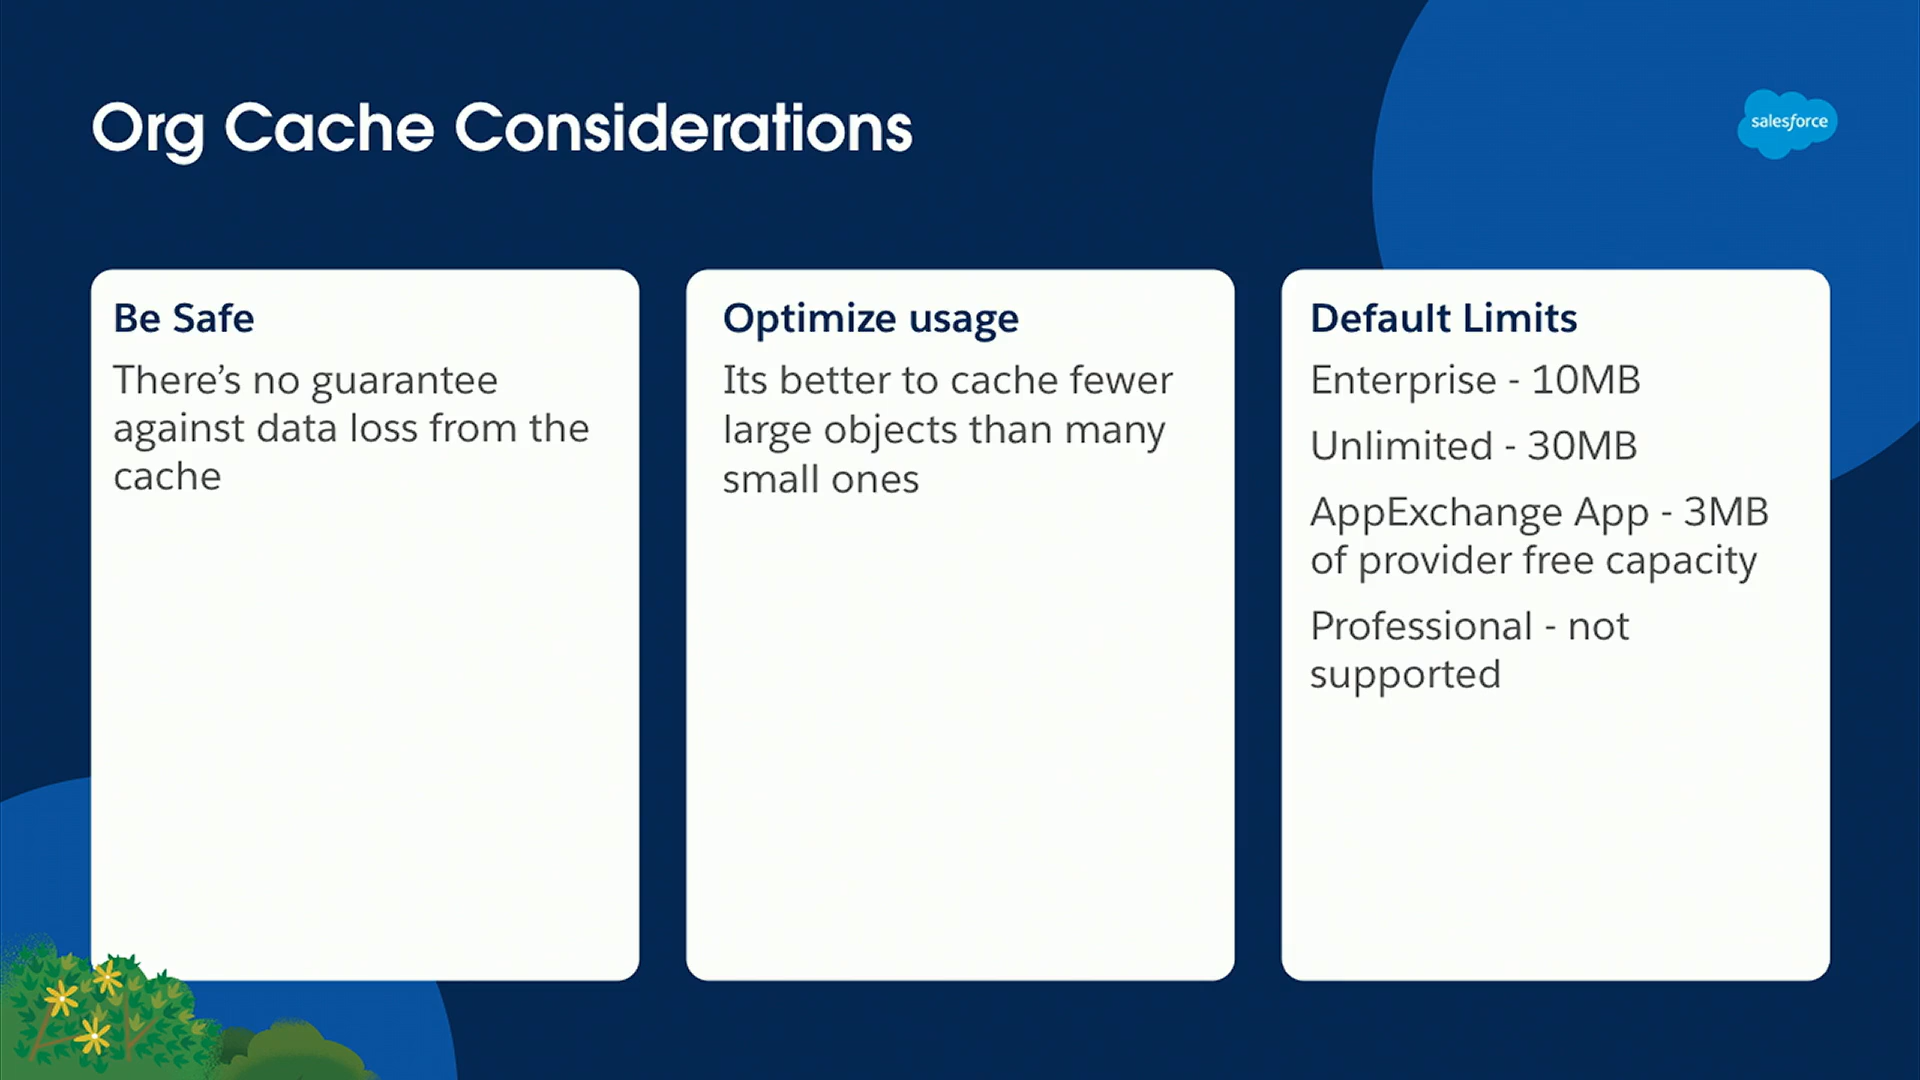 Org Cache Considerations
salesforce
Be Safe
There’s no guarantee
against data loss from the
cache
Optimize usage
Its better to cache fewer
large objects than many
small ones
Default Limits
Enterprise - 10MB
Unlimited - 30MB
AppExchange App - 3MB
of provider free capacity
Professional - not
supported